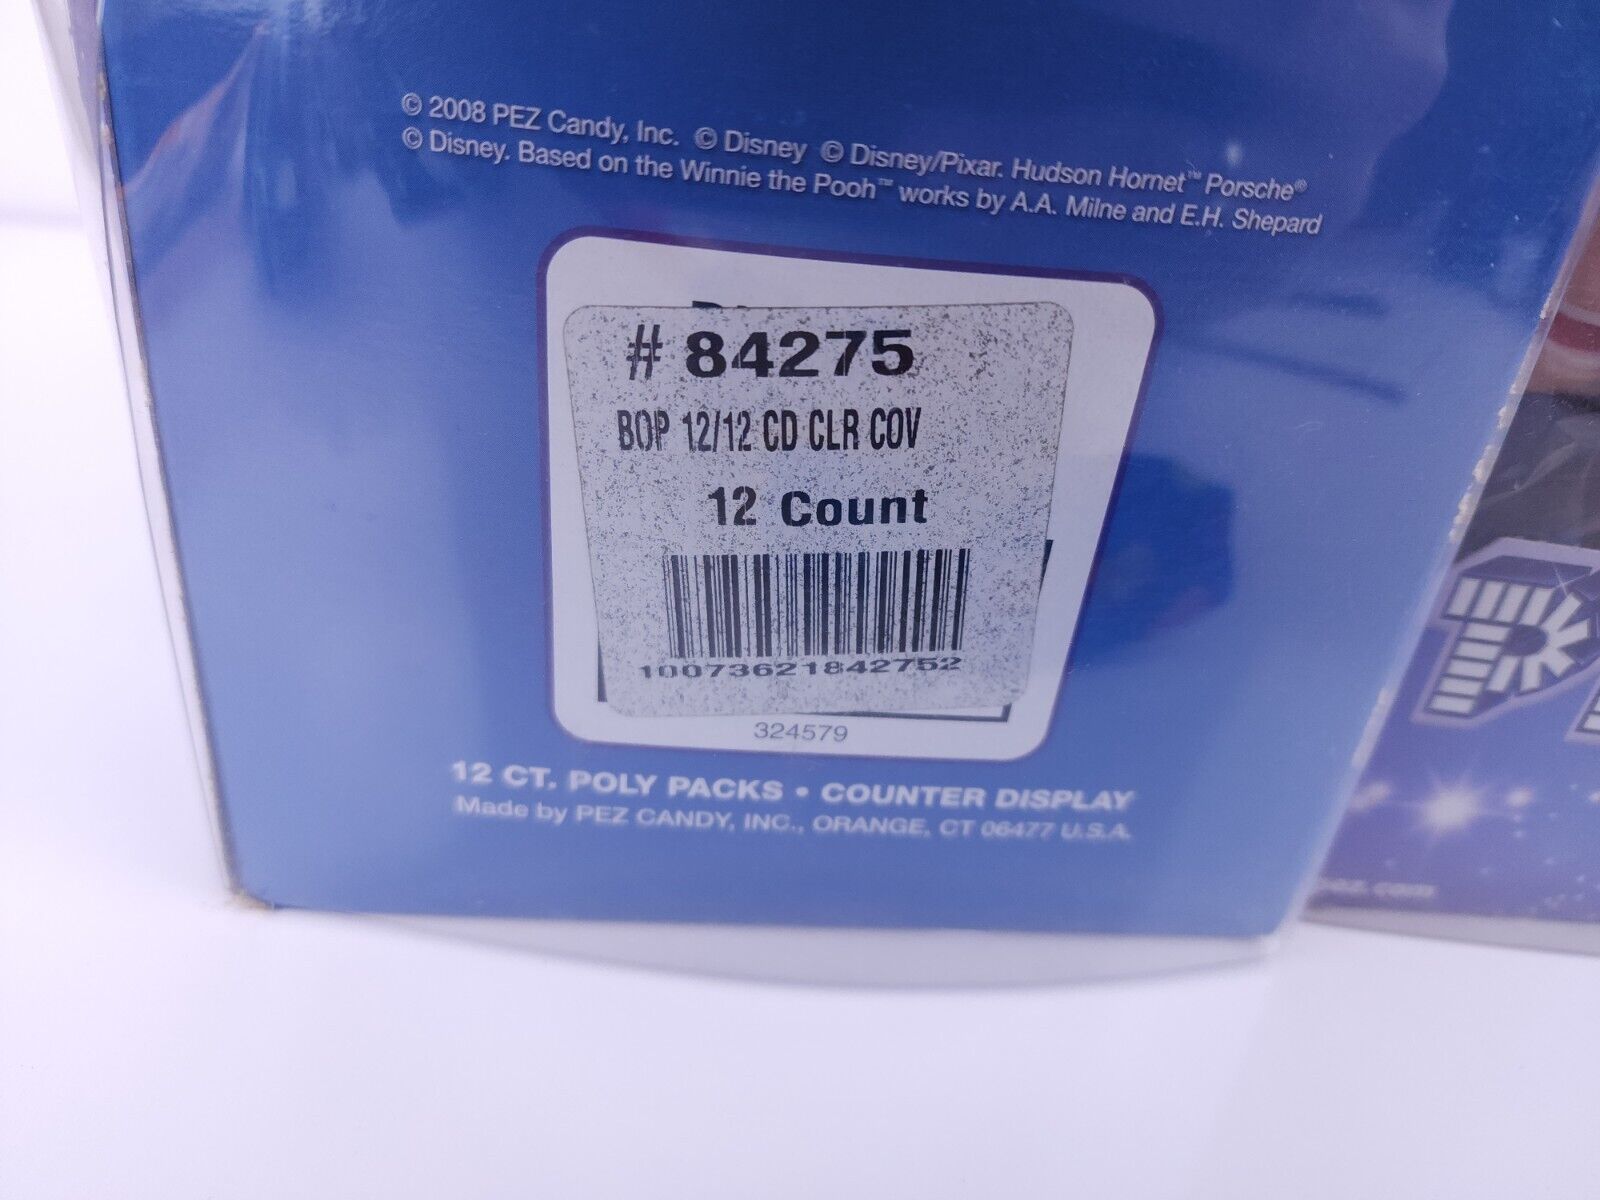 © 2008 PEZ Candy, Inc. © Disney © Disney/Pixar. Hudson Hornet™ Porsche®
© Disney. Based on the Winnie the Pooh™ works by A.A. Milne and E.H. Shepard
# 84275
BOP 12/12 CD CLR COV
12 Count
10073621842752
324579
12 CT. POLY PACKS • COUNTER DISPLAY
Made by PEZ CANDY, INC., ORANGE, CT 06477 U.S.A.
P
pez.com